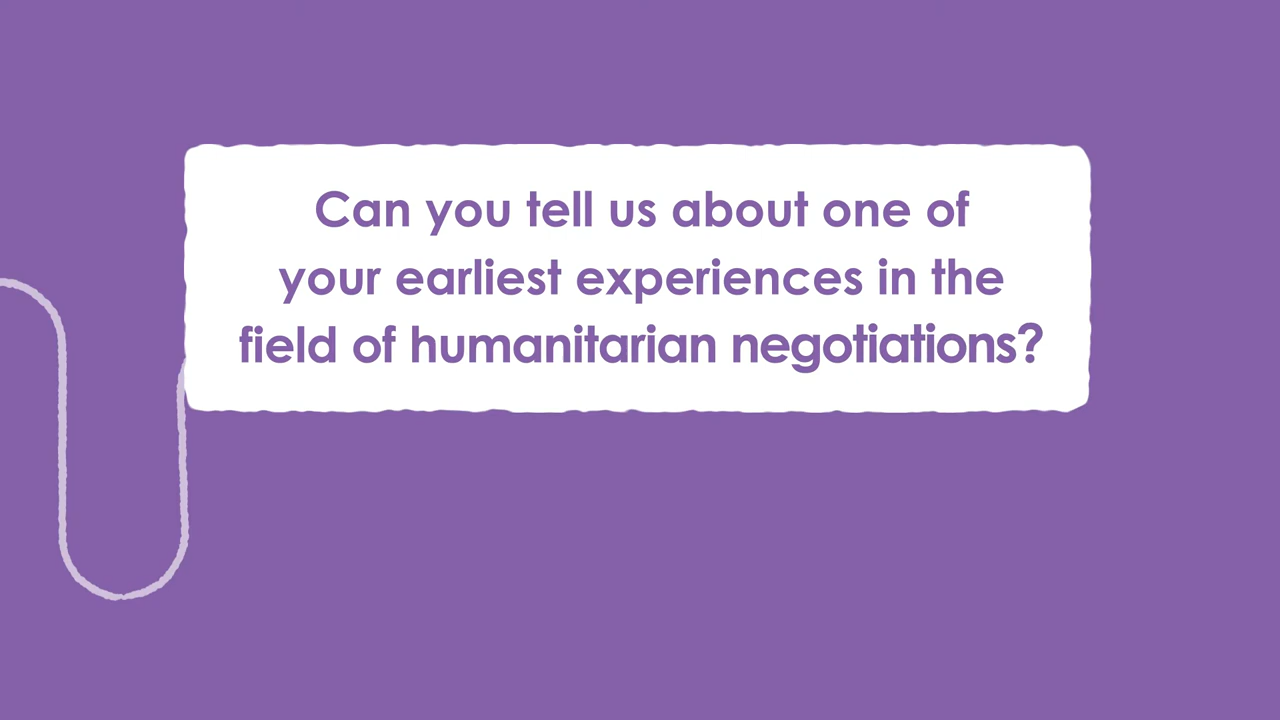 Can you tell us about one of
your earliest experiences in the
field of humanitarian negotiations?